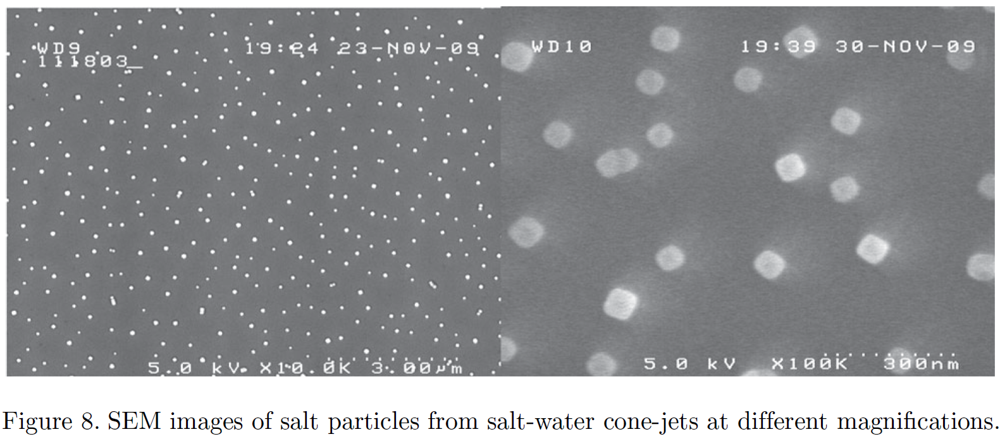 WD9 19:24 23-NOV-09
111803_
5.0 kV X10.0K 3.00μm
WD10 19:39 30-NOV-09
5.0 kV X100K 300nm
Figure 8. SEM images of salt particles from salt-water cone-jets at different magnifications.